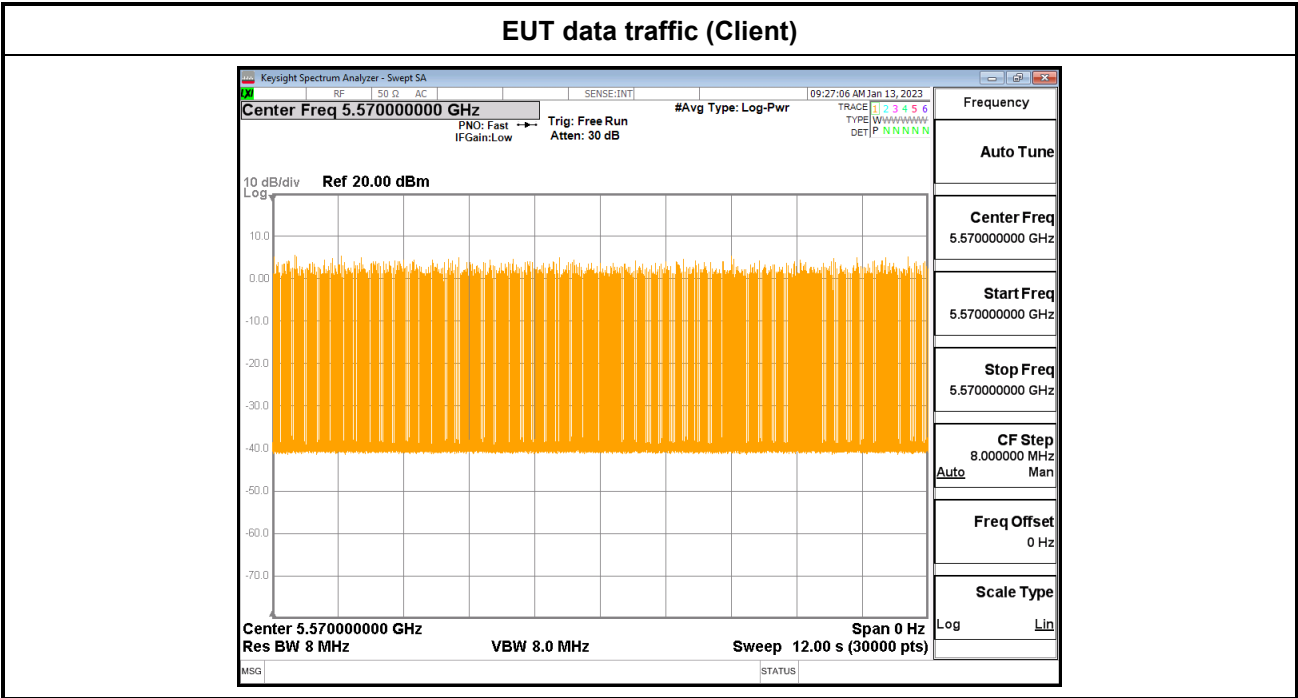 EUT data traffic (Client)
Keysight Spectrum Analyzer - Swept SA
LXI RF 50 Ω AC SENSE:INT 09:27:06 AM Jan 13, 2023
Center Freq 5.570000000 GHz #Avg Type: Log-Pwr TRACE 1 2 3 4 5 6
PNO: Fast Trig: Free Run TYPE WWWWWW
IFGain:Low Atten: 30 dB DET P N N N N N
10 dB/div Ref 20.00 dBm
Log
10.0
0.00
-10.0
-20.0
-30.0
-40.0
-50.0
-60.0
-70.0
Center 5.570000000 GHz Span 0 Hz
Res BW 8 MHz VBW 8.0 MHz Sweep 12.00 s (30000 pts)
MSG STATUS
Frequency
Auto Tune
Center Freq
5.570000000 GHz
Start Freq
5.570000000 GHz
Stop Freq
5.570000000 GHz
CF Step
8.000000 MHz
Auto Man
Freq Offset
0 Hz
Scale Type
Log Lin